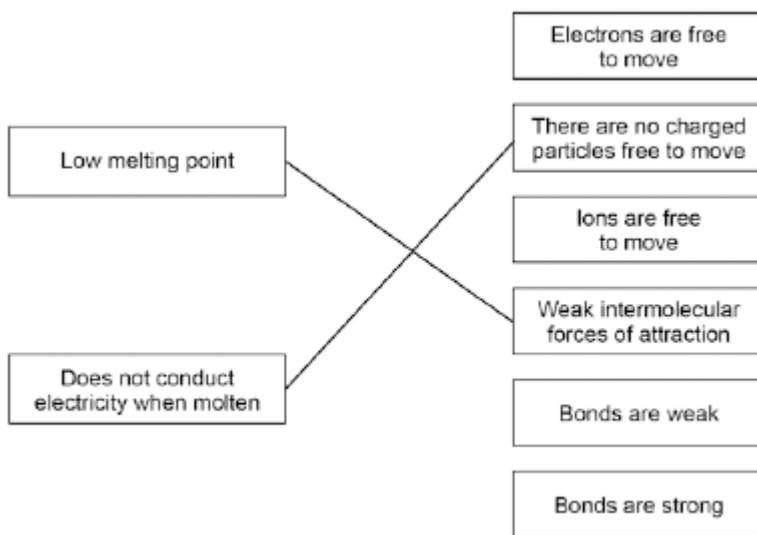 Low melting point
Does not conduct
electricity when molten
Electrons are free
to move
There are no charged
particles free to move
Ions are free
to move
Weak intermolecular
forces of attraction
Bonds are weak
Bonds are strong